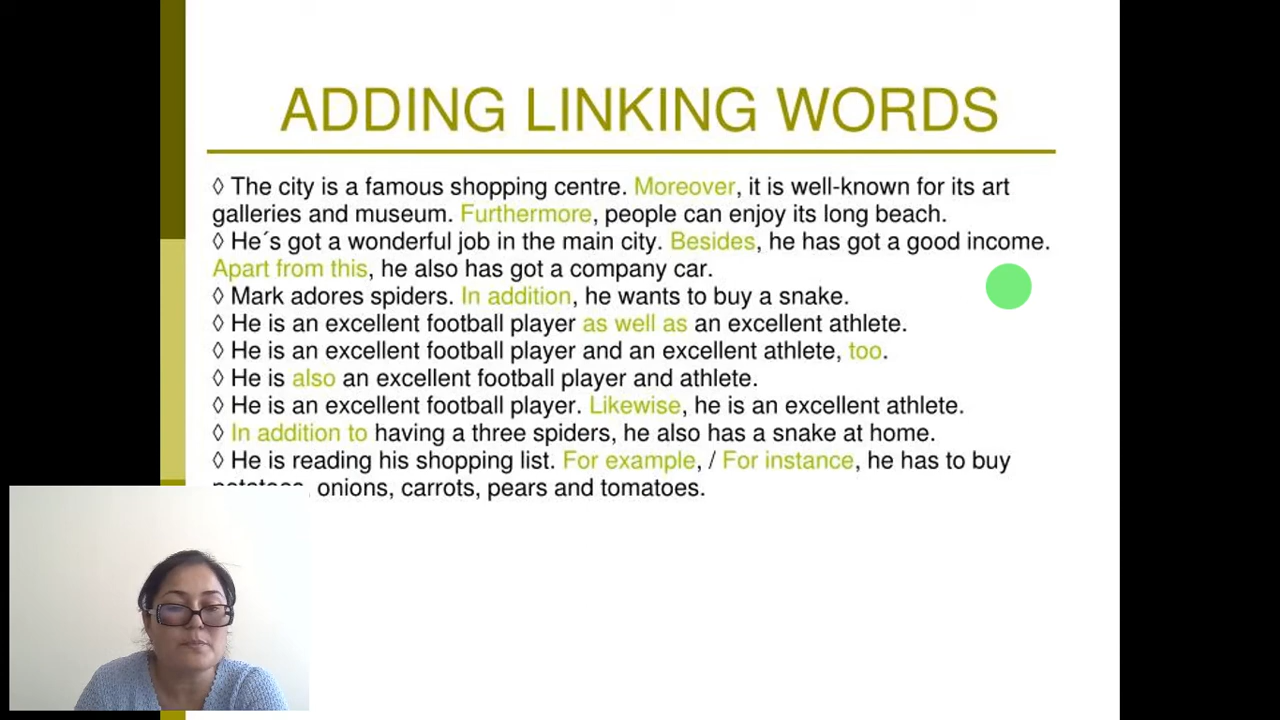 ADDING LINKING WORDS
◊ The city is a famous shopping centre. Moreover, it is well-known for its art
galleries and museum. Furthermore, people can enjoy its long beach.
◊ He´s got a wonderful job in the main city. Besides, he has got a good income.
Apart from this, he also has got a company car.
◊ Mark adores spiders. In addition, he wants to buy a snake.
◊ He is an excellent football player as well as an excellent athlete.
◊ He is an excellent football player and an excellent athlete, too.
◊ He is also an excellent football player and athlete.
◊ He is an excellent football player. Likewise, he is an excellent athlete.
◊ In addition to having a three spiders, he also has a snake at home.
◊ He is reading his shopping list. For example, / For instance, he has to buy
potatoes, onions, carrots, pears and tomatoes.